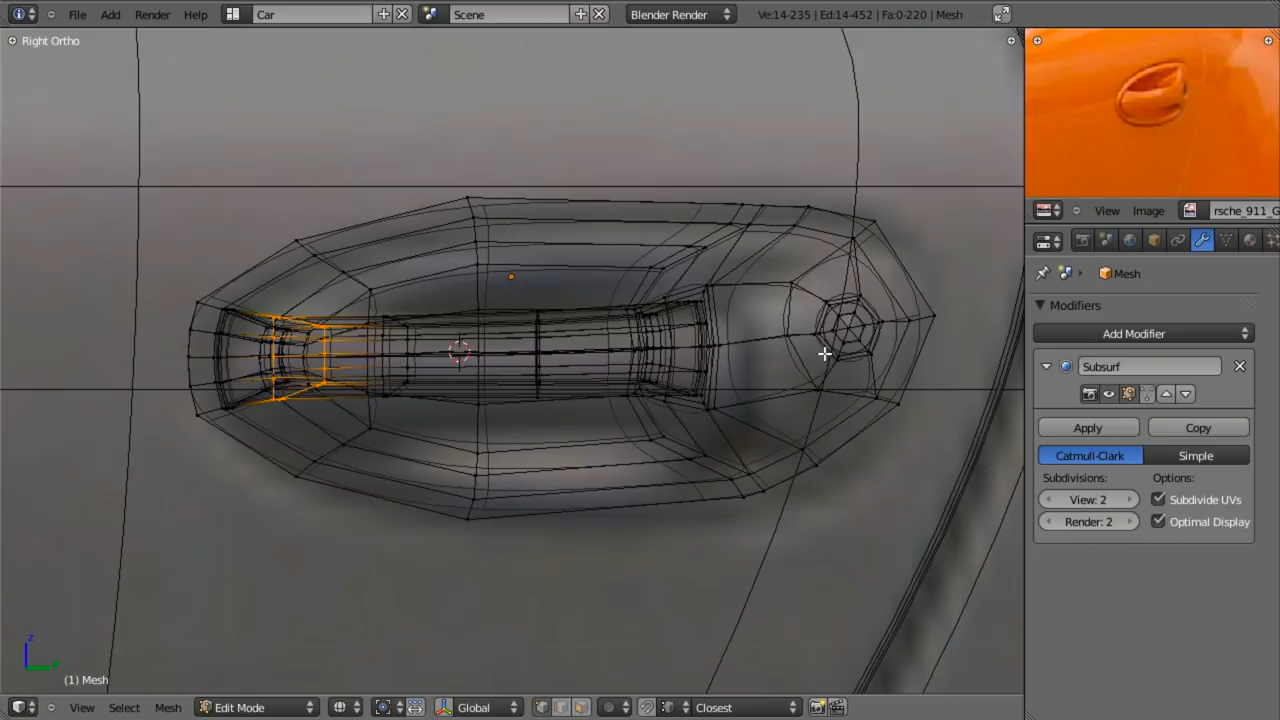 File Add Render Help Car Scene Blender Render Ve:14-235 | Ed:14-452 | Fa:0-220 | Mesh
Right Ortho
View Image rsche_911_G
Mesh
Modifiers
Add Modifier
Subsurf
Apply Copy
Catmull-Clark Simple
Subdivisions: Options:
View: 2 Subdivide UVs
Render: 2 Optimal Display
z
(1) Mesh
View Select Mesh Edit Mode Global Closest